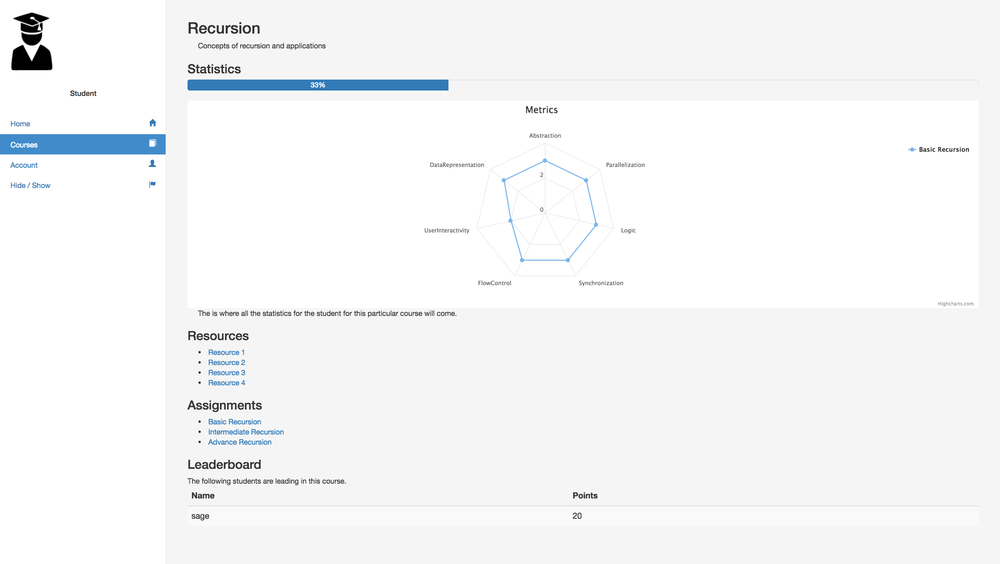 Student
Home
Courses
Account
Hide / Show
Recursion
Concepts of recursion and applications
Statistics
33%
Metrics
Abstraction
Basic Recursion
DataRepresentation
Parallelization
2
0
UserInteractivity
Logic
FlowControl
Synchronization
Highcharts.com
The is where all the statistics for the student for this particular course will come.
Resources
Resource 1
Resource 2
Resource 3
Resource 4
Assignments
Basic Recursion
Intermediate Recursion
Advance Recursion
Leaderboard
The following students are leading in this course.
Name Points
sage 20